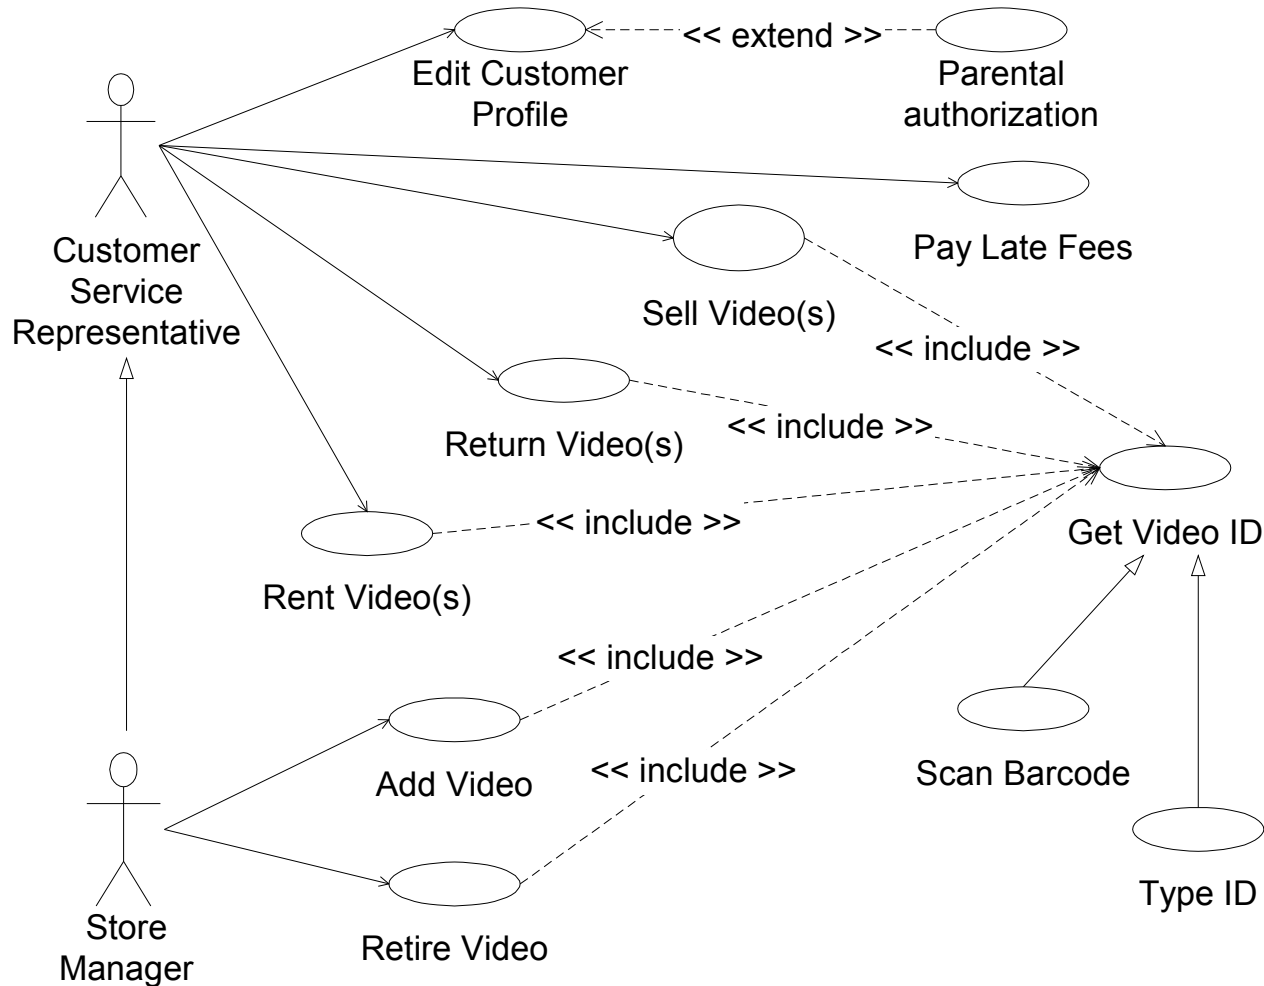 << extend >>
Edit Customer
Profile
Parental
authorization
Customer
Service
Representative
Pay Late Fees
Sell Video(s)
<< include >>
Return Video(s)
<< include >>
Get Video ID
<< include >>
Rent Video(s)
<< include >>
Add Video
<< include >>
Scan Barcode
Type ID
Store
Manager
Retire Video